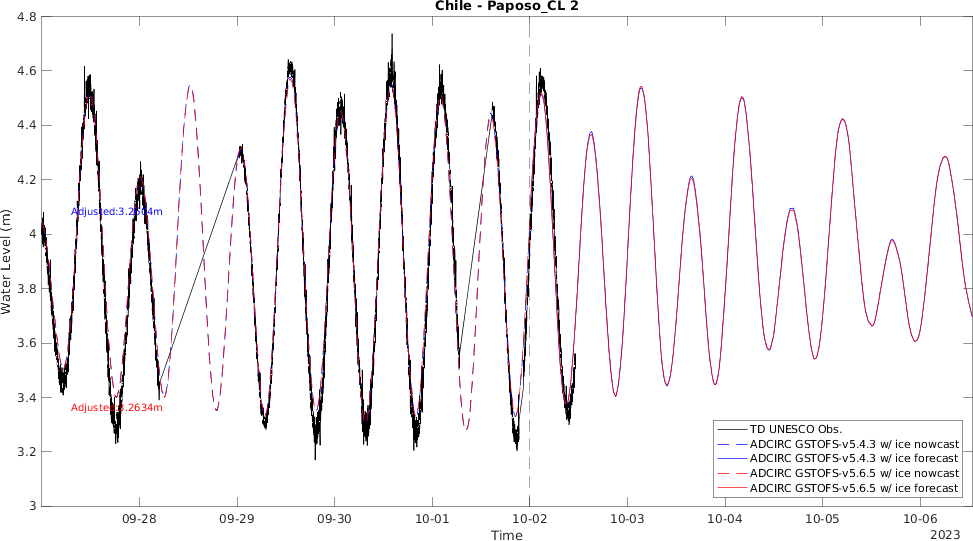 Chile - Paposo_CL 2
4.8
4.6
4.4
4.2
4
3.8
3.6
3.4
3.2
3
Water Level (m)
Adjusted:3.2604m
Adjusted:3.2634m
TD UNESCO Obs.
ADCIRC GSTOFS-v5.4.3 w/ ice nowcast
ADCIRC GSTOFS-v5.4.3 w/ ice forecast
ADCIRC GSTOFS-v5.6.5 w/ ice nowcast
ADCIRC GSTOFS-v5.6.5 w/ ice forecast
09-28 09-29 09-30 10-01 10-02 10-03 10-04 10-05 10-06
Time
2023